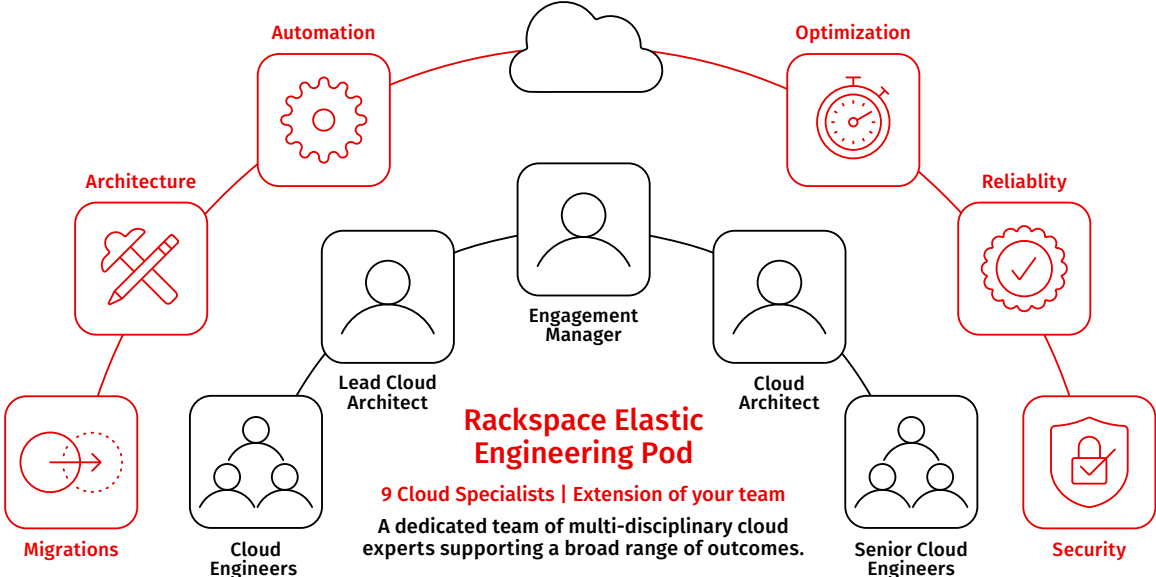 Automation
Optimization
Architecture
Reliablity
Engagement
Manager
Lead Cloud
Architect
Cloud
Architect
Rackspace Elastic
Engineering Pod
9 Cloud Specialists | Extension of your team
A dedicated team of multi-disciplinary cloud
experts supporting a broad range of outcomes.
Migrations
Cloud
Engineers
Senior Cloud
Engineers
Security